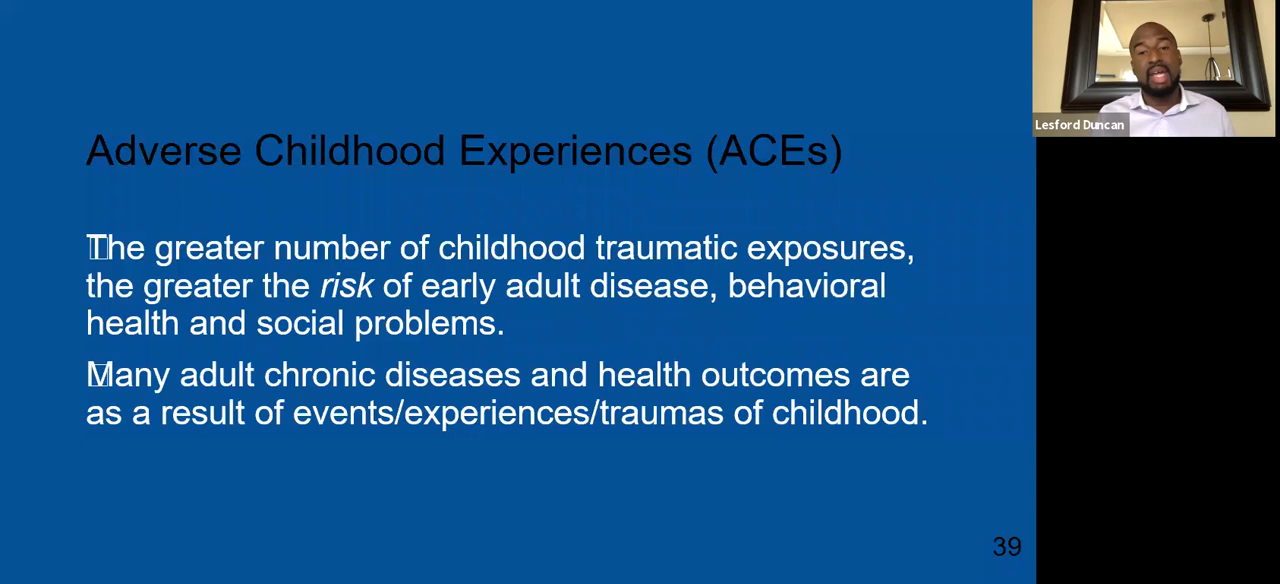 Adverse Childhood Experiences (ACEs)
The greater number of childhood traumatic exposures,
the greater the risk of early adult disease, behavioral
health and social problems.
Many adult chronic diseases and health outcomes are
as a result of events/experiences/traumas of childhood.
39
Lesford Duncan